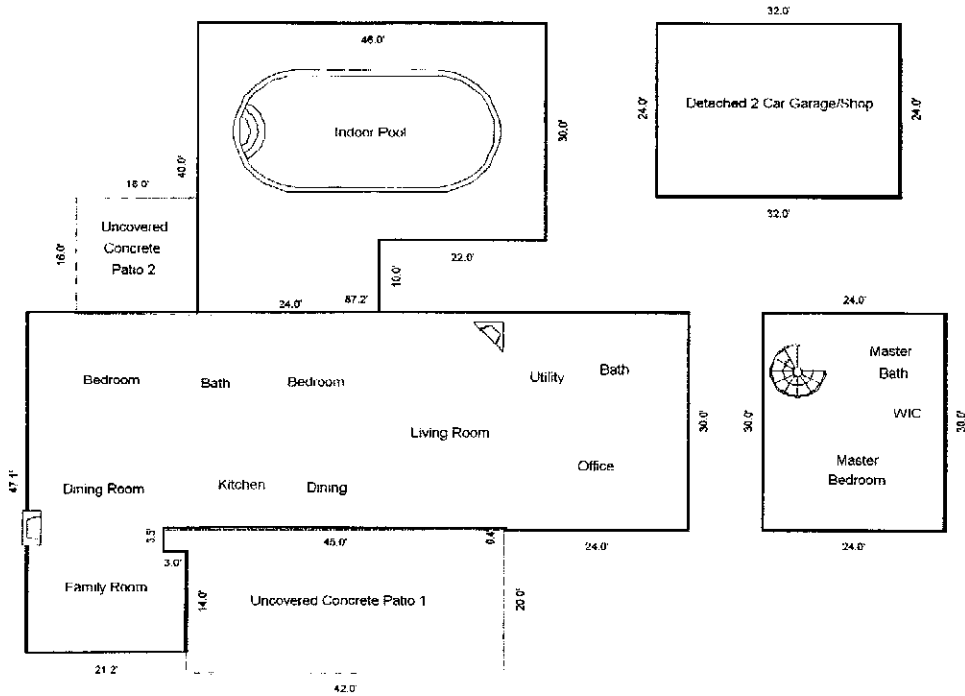 32.0'
46.0'
24.0'
Detached 2 Car Garage/Shop
24.0'
Indoor Pool
30.0'
40.0'
18.0'
32.0'
Uncovered
Concrete
Patio 2
16.0'
22.0'
10.0'
24.0'
87.2'
24.0'
Bedroom
Bath
Bedroom
Utility
Bath
Master
Bath
WIC
Living Room
30.0'
30.0'
30.0'
Office
Master
Bedroom
47.1'
Dining Room
Kitchen
Dining
45.0'
0.4'
24.0'
24.0'
3.0'
Family Room
14.0'
Uncovered Concrete Patio 1
20.0'
21.2'
42.0'